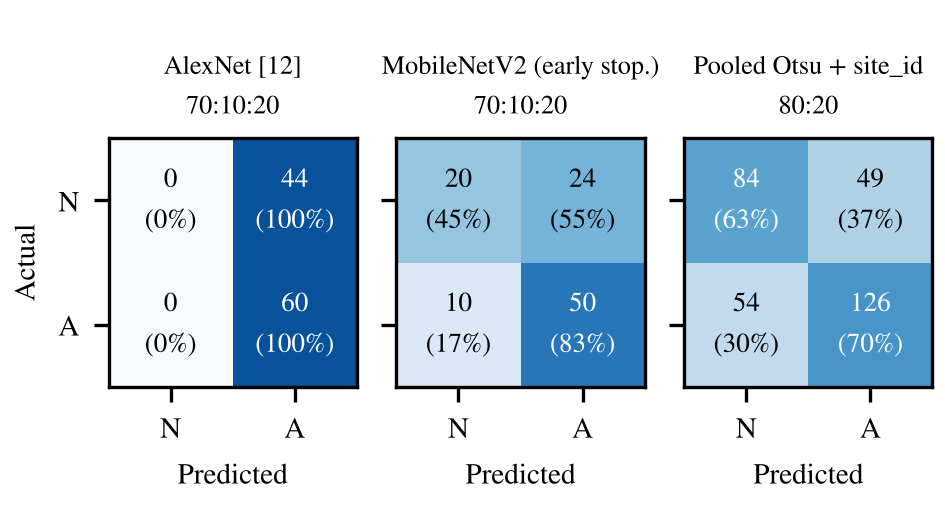 AlexNet [12]
70:10:20
MobileNetV2 (early stop.)
70:10:20
Pooled Otsu + site_id
80:20
Actual
N
A
0
(0%)
44
(100%)
0
(0%)
60
(100%)
20
(45%)
24
(55%)
10
(17%)
50
(83%)
84
(63%)
49
(37%)
54
(30%)
126
(70%)
N
A
N
A
N
A
Predicted
Predicted
Predicted